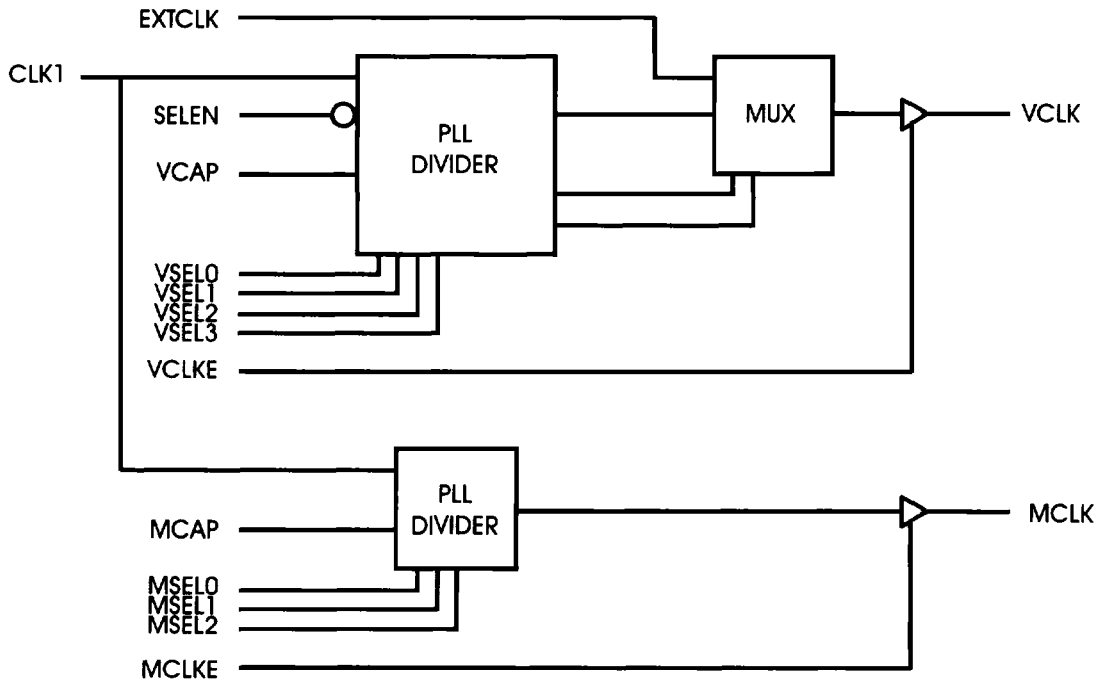 EXTCLK
CLK1
SELEN
VCAP
PLL
DIVIDER
MUX
VCLK
VSEL0
VSEL1
VSEL2
VSEL3
VCLKE
PLL
DIVIDER
MCAP
MCLK
MSEL0
MSEL1
MSEL2
MCLKE